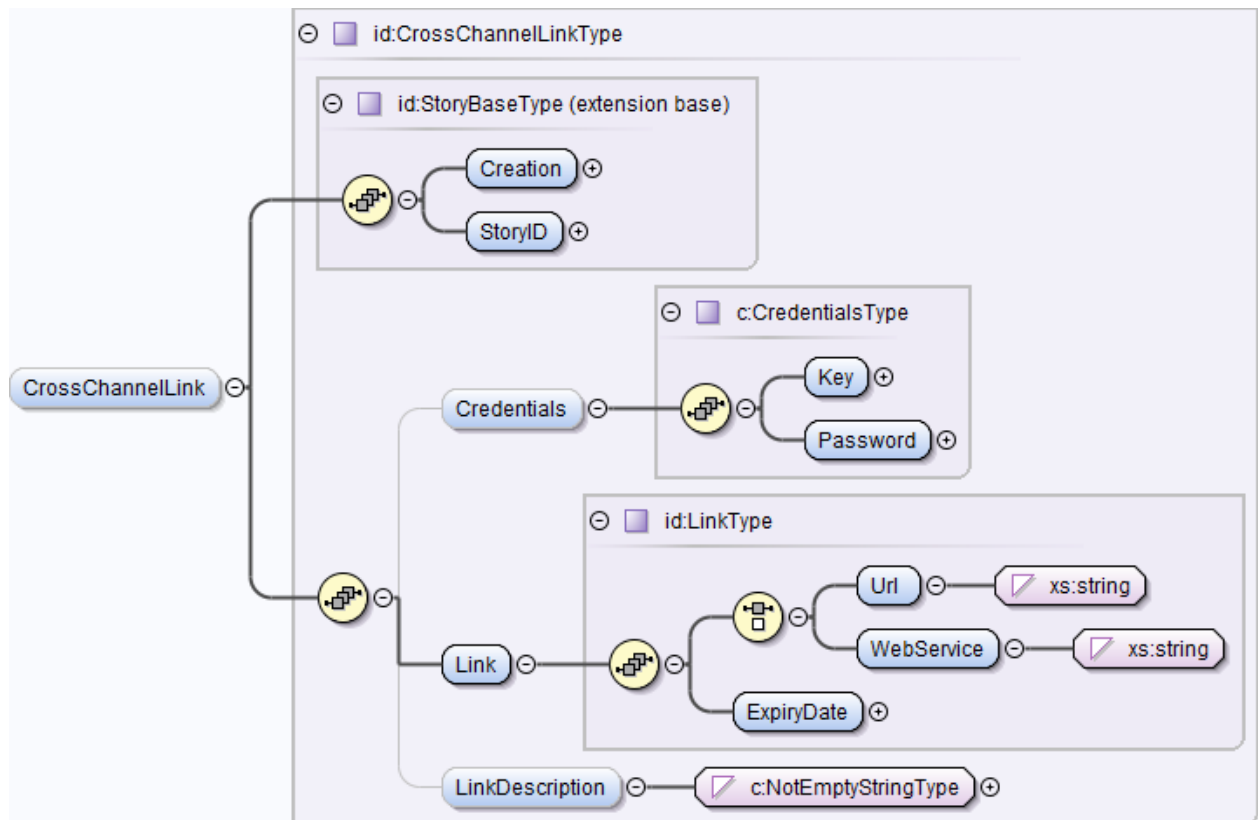 id:CrossChannelLinkType
id:StoryBaseType (extension base)
Creation
StoryID
c:CredentialsType
Key
CrossChannelLink
Credentials
Password
id:LinkType
Url
xs:string
WebService
xs:string
Link
ExpiryDate
LinkDescription
c:NotEmptyStringType